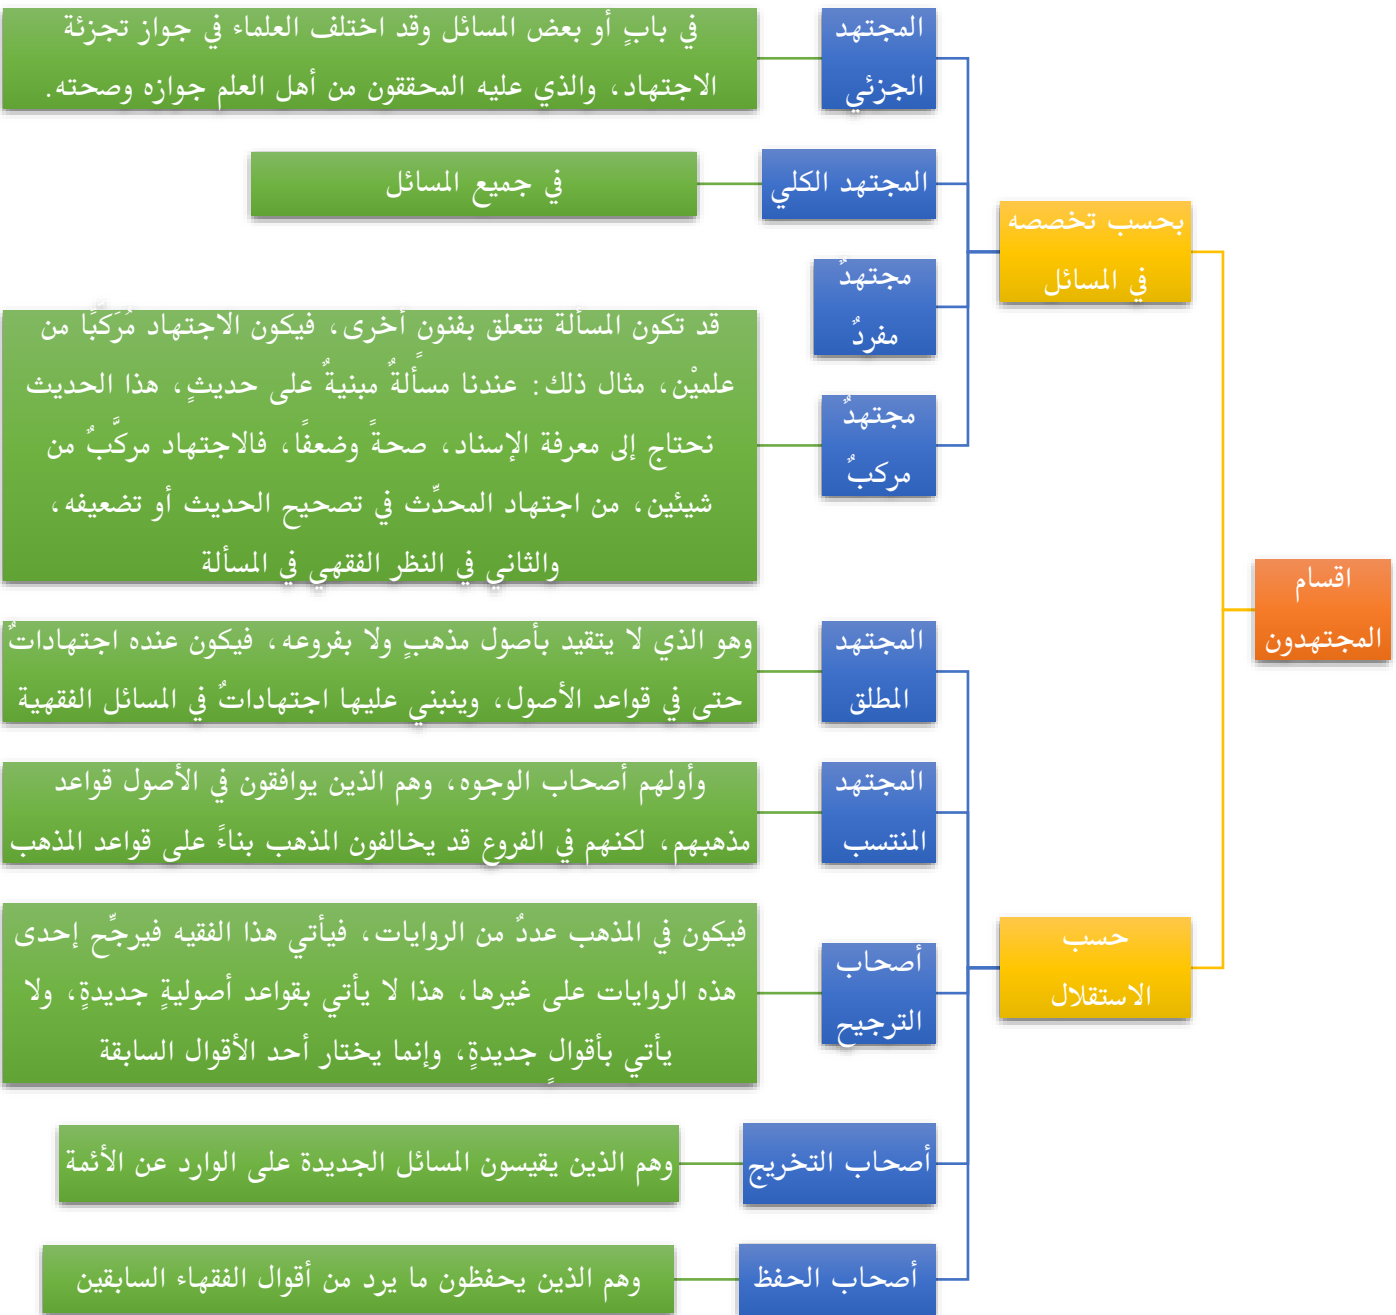 اقسام
المجتهدون
بحسب تخصصه
في المسائل
المجتهد
الجزئي
في بابٍ أو بعض المسائل وقد اختلف العلماء في جواز تجزئة
الاجتهاد، والذي عليه المحققون من أهل العلم جوازه وصحته.
المجتهد الكلي
في جميع المسائل
مجتهدٌ
مفردٌ
مجتهدٌ
مركبٌ
قد تكون المسألة تتعلق بفنون أخرى، فيكون الاجتهاد مُرَكَّبًا من
علميْن، مثال ذلك: عندنا مسألةٌ مبنيةٌ على حديثٍ، هذا الحديث
نحتاج إلى معرفة الإسناد، صحةً وضعفًا، فالاجتهاد مركَّبٌ من
شيئين، من اجتهاد المحدِّث في تصحيح الحديث أو تضعيفه،
والثاني في النظر الفقهي في المسألة
حسب
الاستقلال
المجتهد
المطلق
وهو الذي لا يتقيد بأصول مذهبٍ ولا بفروعه، فيكون عنده اجتهاداتٌ
حتى في قواعد الأصول، وينبني عليها اجتهاداتٌ في المسائل الفقهية
المجتهد
المنتسب
وأولهم أصحاب الوجوه، وهم الذين يوافقون في الأصول قواعد
مذهبهم، لكنهم في الفروع قد يخالفون المذهب بناءً على قواعد المذهب
أصحاب
الترجيح
فيكون في المذهب عددٌ من الروايات، فيأتي هذا الفقيه فيرجِّح إحدى
هذه الروايات على غيرها، هذا لا يأتي بقواعد أصوليةٍ جديدةٍ، ولا
يأتي بأقوالٍ جديدةٍ، وإنما يختار أحد الأقوال السابقة
أصحاب التخريج
وهم الذين يقيسون المسائل الجديدة على الوارد عن الأئمة
أصحاب الحفظ
وهم الذين يحفظون ما يرد من أقوال الفقهاء السابقين